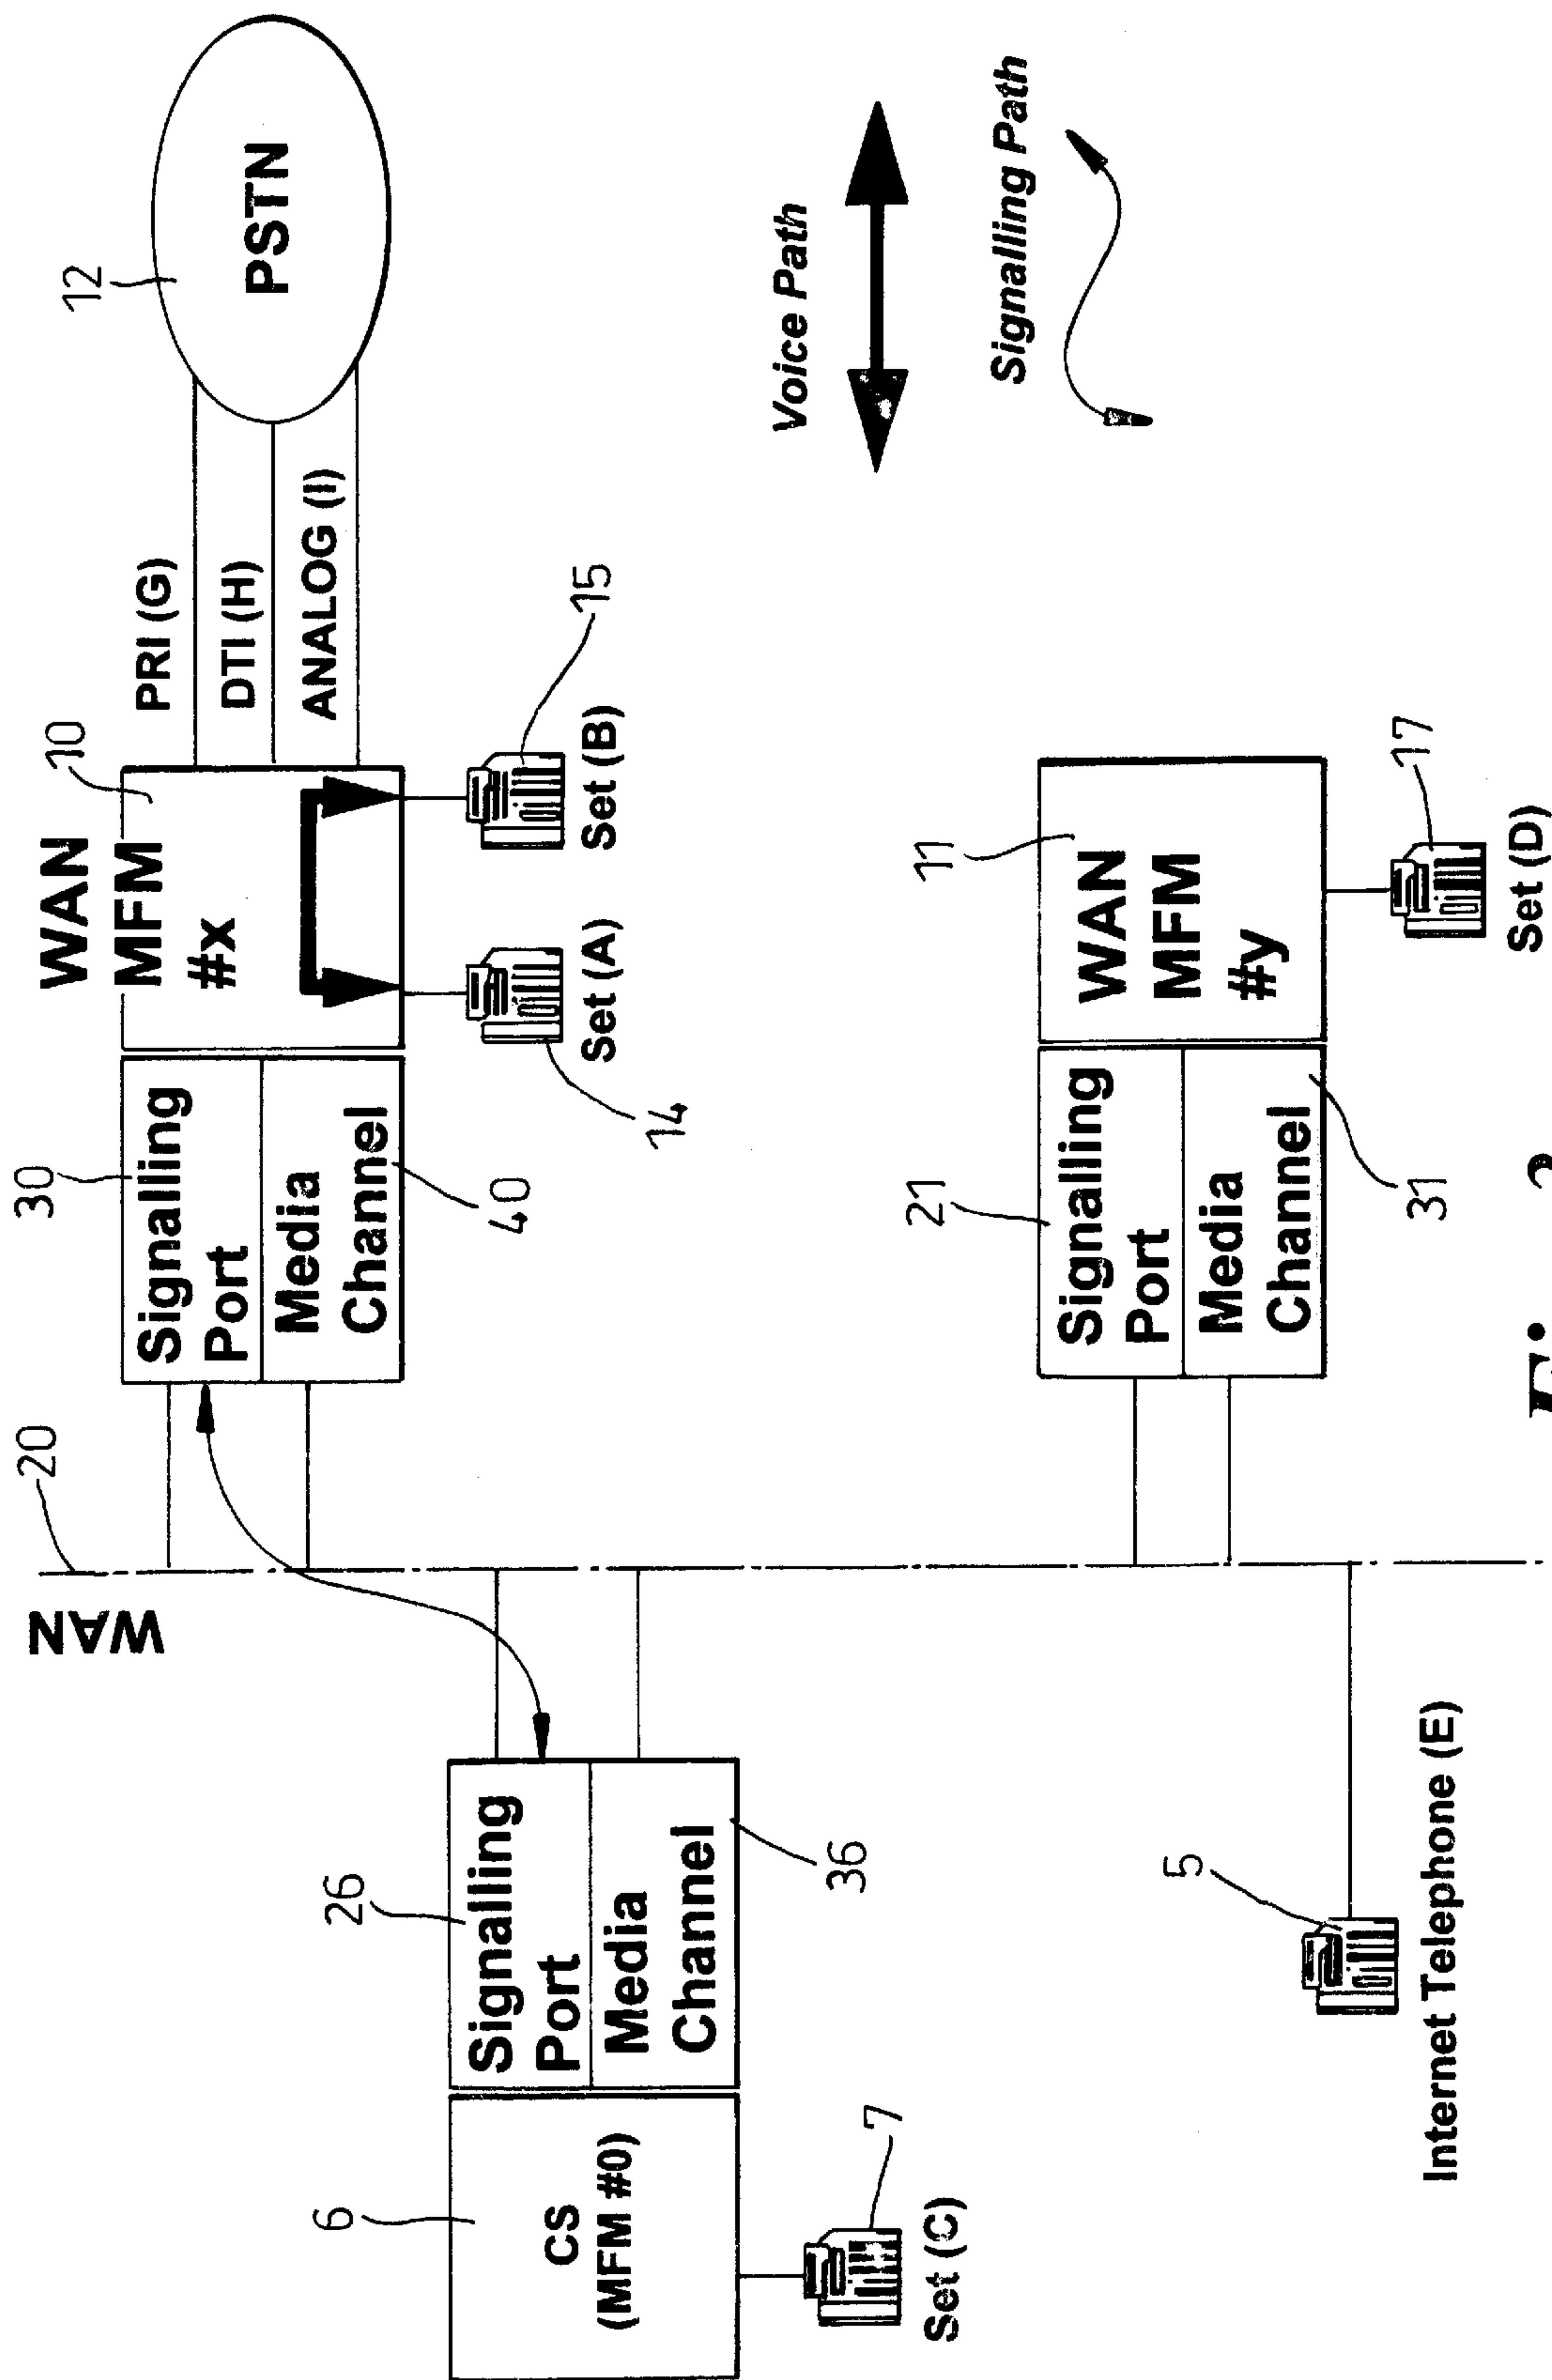 WAN
20
30
WAN
MFM
#x
10
12
PSTN
Signalling
Port
Media
Channel
40
PRI (G)
DTI (H)
ANALOG (I)
14
Set (A)
15
Set (B)
6
CS
(MFM #0)
26
Signalling
Port
Media
Channel
36
7
Set (C)
Voice Path
Signalling Path
21
Signalling
Port
Media
Channel
31
11
WAN
MFM
#y
17
Set (D)
5
Internet Telephone (E)